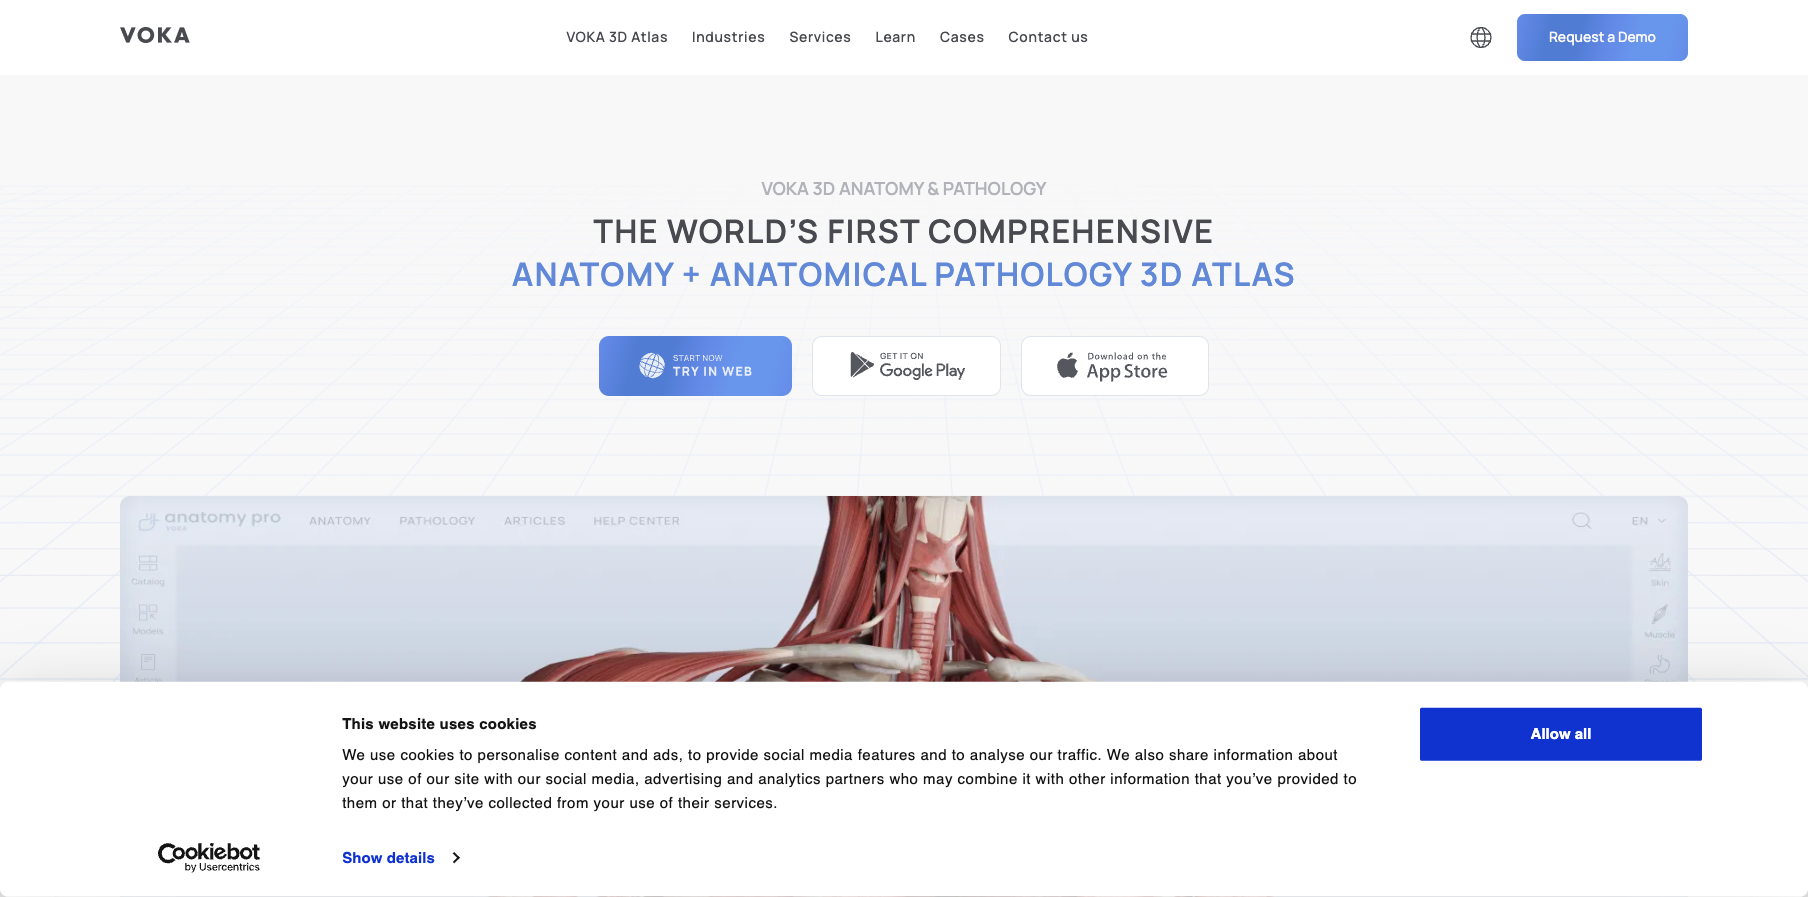 VOKA
VOKA 3D Atlas
Industries
Services
Learn
Cases
Contact us
Request a Demo
VOKA 3D ANATOMY & PATHOLOGY
THE WORLD’S FIRST COMPREHENSIVE
ANATOMY + ANATOMICAL PATHOLOGY 3D ATLAS
START NOW
TRY IN WEB
GET IT ON
Google Play
Download on the
App Store
anatomy pro
VOKA
ANATOMY
PATHOLOGY
ARTICLES
HELP CENTER
EN
Catalog
Models
Skin
Muscle
This website uses cookies
We use cookies to personalise content and ads, to provide social media features and to analyse our traffic. We also share information about
your use of our site with our social media, advertising and analytics partners who may combine it with other information that you’ve provided to
them or that they’ve collected from your use of their services.
Allow all
Cookiebot
by Usercentrics
Show details